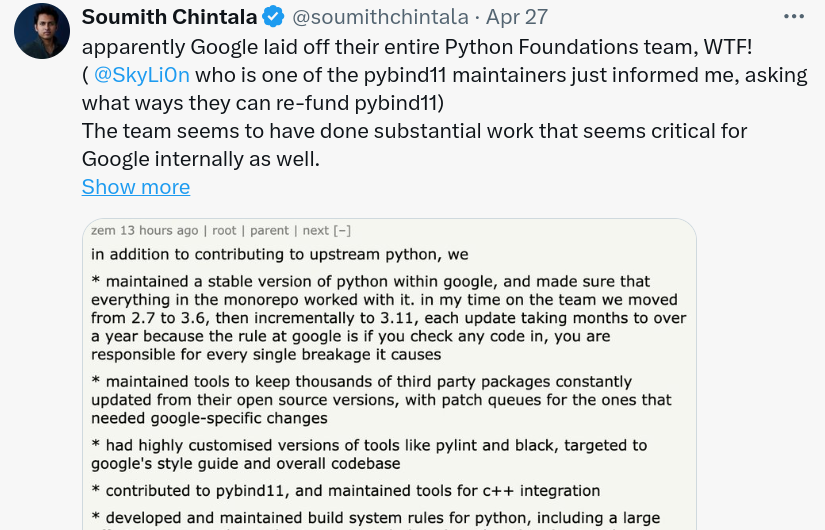 Soumith Chintala @soumithchintala · Apr 27
apparently Google laid off their entire Python Foundations team, WTF!
( @SkyLi0n who is one of the pybind11 maintainers just informed me, asking
what ways they can re-fund pybind11)
The team seems to have done substantial work that seems critical for
Google internally as well.
Show more
zem 13 hours ago | root | parent | next [–]
in addition to contributing to upstream python, we
* maintained a stable version of python within google, and made sure that
everything in the monorepo worked with it. in my time on the team we moved
from 2.7 to 3.6, then incrementally to 3.11, each update taking months to over
a year because the rule at google is if you check any code in, you are
responsible for every single breakage it causes
* maintained tools to keep thousands of third party packages constantly
updated from their open source versions, with patch queues for the ones that
needed google-specific changes
* had highly customised versions of tools like pylint and black, targeted to
google's style guide and overall codebase
* contributed to pybind11, and maintained tools for c++ integration
* developed and maintained build system rules for python, including a large